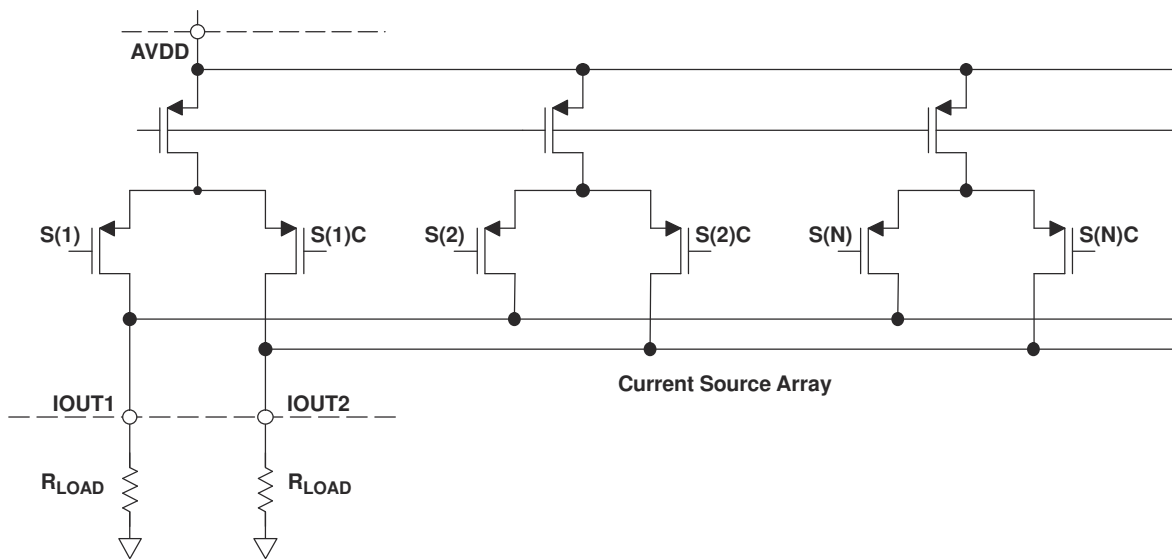 AVDD
S(1)
S(1)C
S(2)
S(2)C
S(N)
S(N)C
Current Source Array
IOUT1
IOUT2
RLOAD
RLOAD